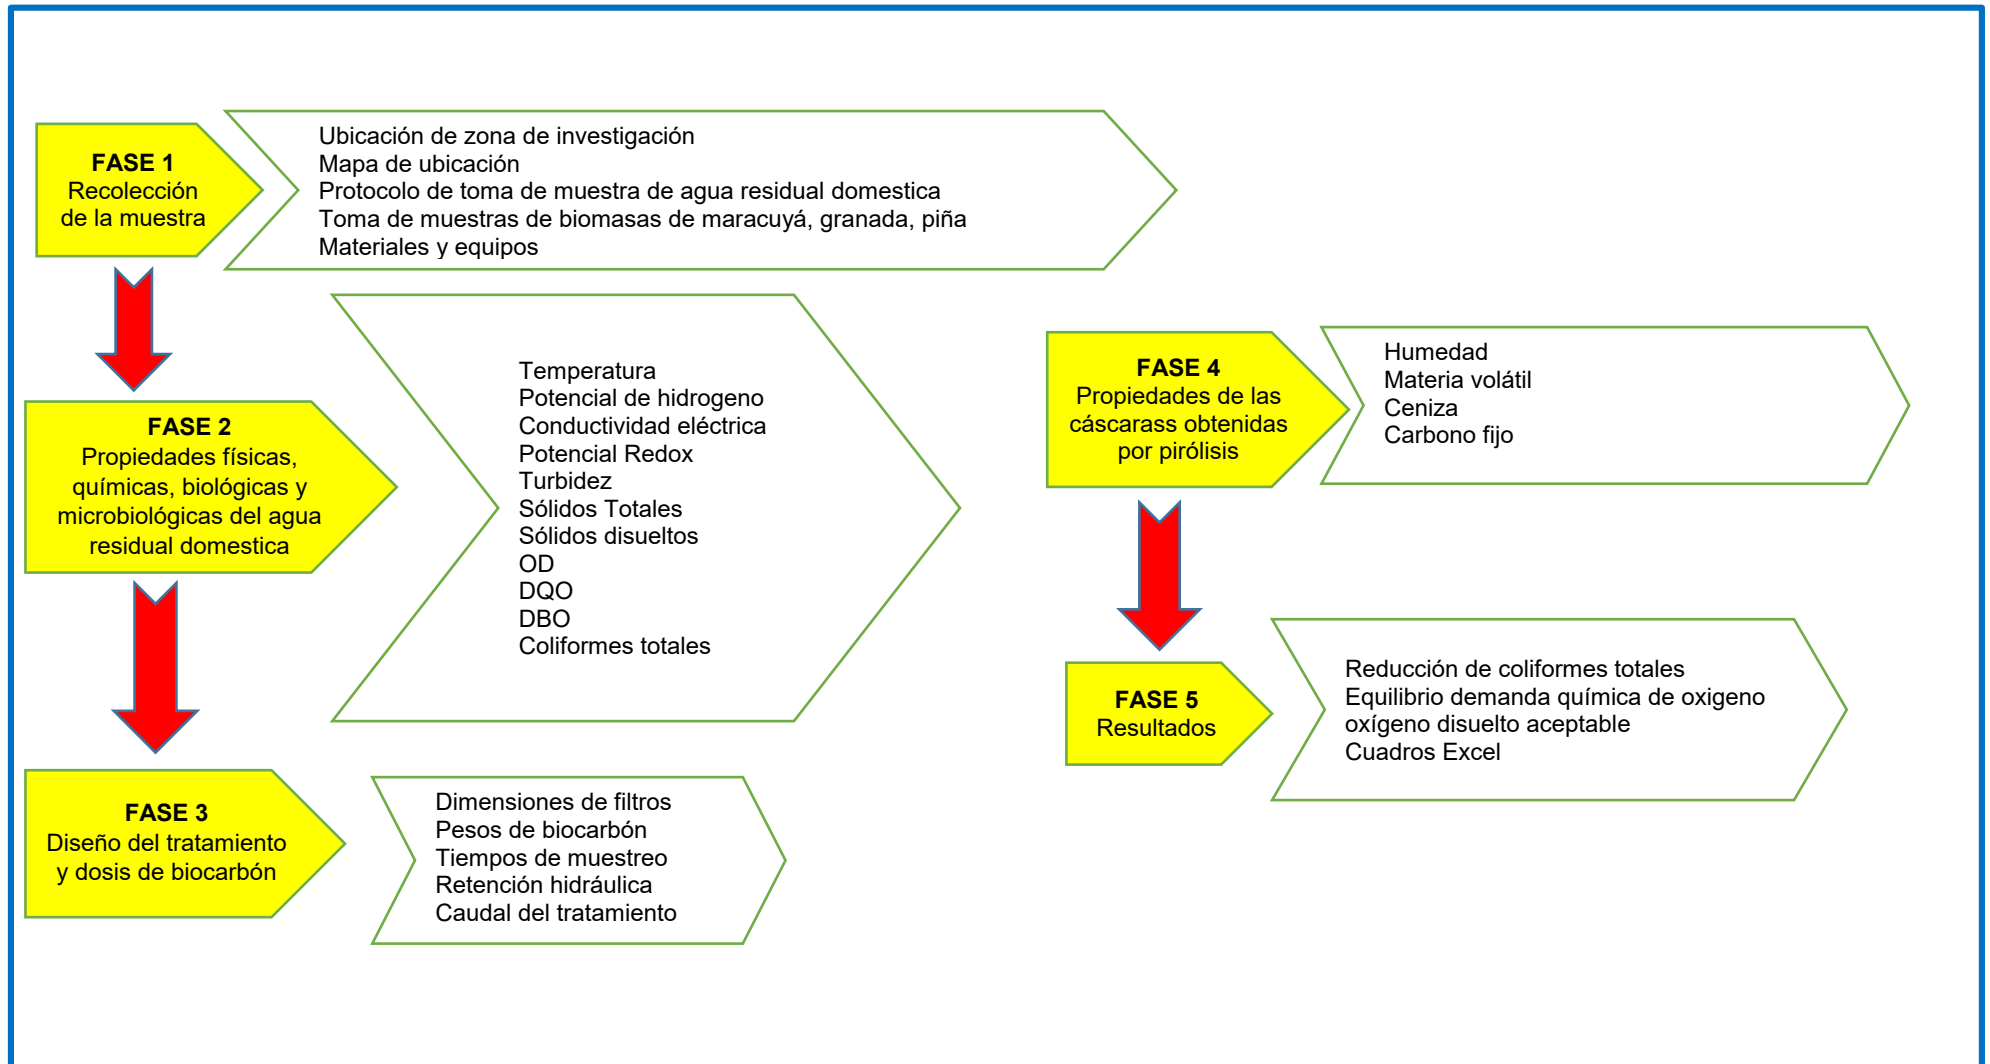 FASE 1
Recolección
de la muestra
Ubicación de zona de investigación
Mapa de ubicación
Protocolo de toma de muestra de agua residual domestica
Toma de muestras de biomasas de maracuyá, granada, piña
Materiales y equipos
FASE 2
Propiedades físicas,
químicas, biológicas y
microbiológicas del agua
residual domestica
Temperatura
Potencial de hidrogeno
Conductividad eléctrica
Potencial Redox
Turbidez
Sólidos Totales
Sólidos disueltos
OD
DQO
DBO
Coliformes totales
FASE 3
Diseño del tratamiento
y dosis de biocarbón
Dimensiones de filtros
Pesos de biocarbón
Tiempos de muestreo
Retención hidráulica
Caudal del tratamiento
FASE 4
Propiedades de las
cáscarass obtenidas
por pirólisis
Humedad
Materia volátil
Ceniza
Carbono fijo
FASE 5
Resultados
Reducción de coliformes totales
Equilibrio demanda química de oxigeno
oxígeno disuelto aceptable
Cuadros Excel